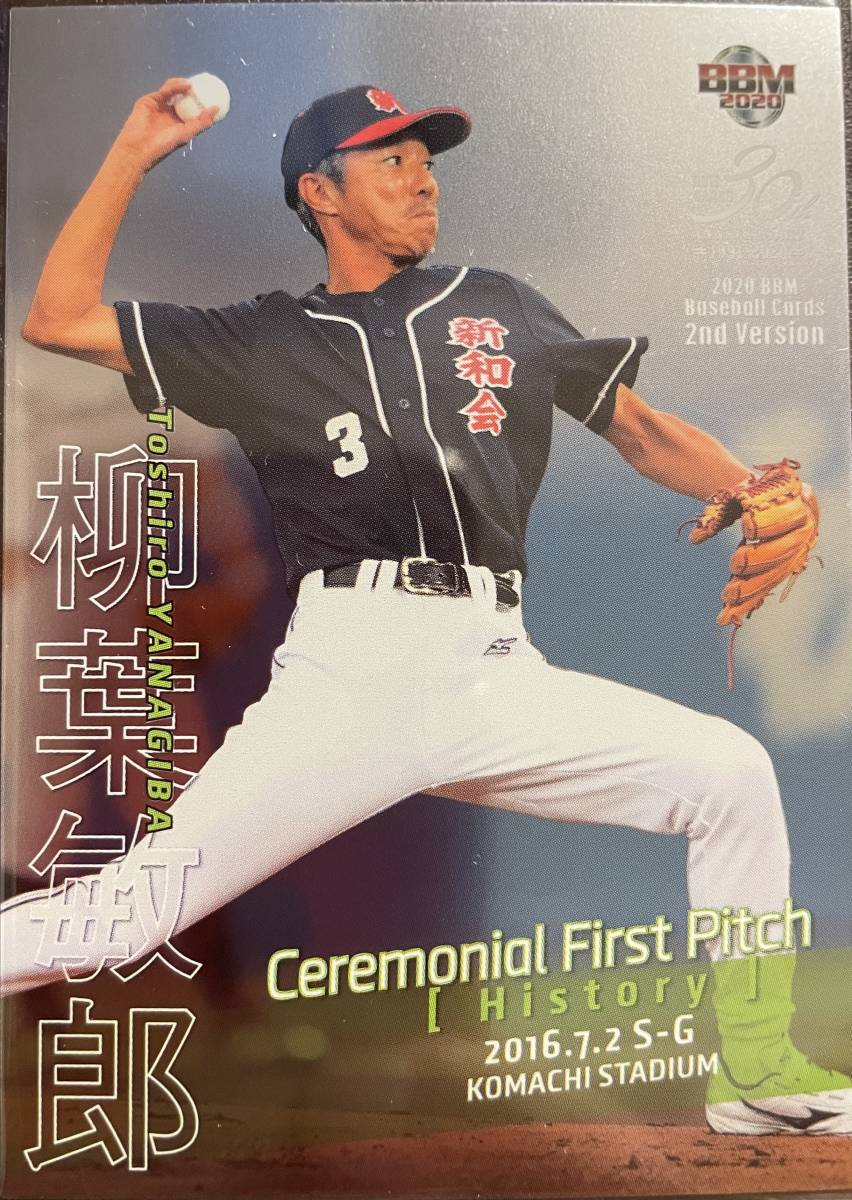 BBM
2020
30th
2020 BBM
Baseball Cards
2nd Version
新和会
3
柳葉敏郎
Toshiro YANAGIBA
Ceremonial First Pitch
[ History ]
2016.7.2 S-G
KOMACHI STADIUM